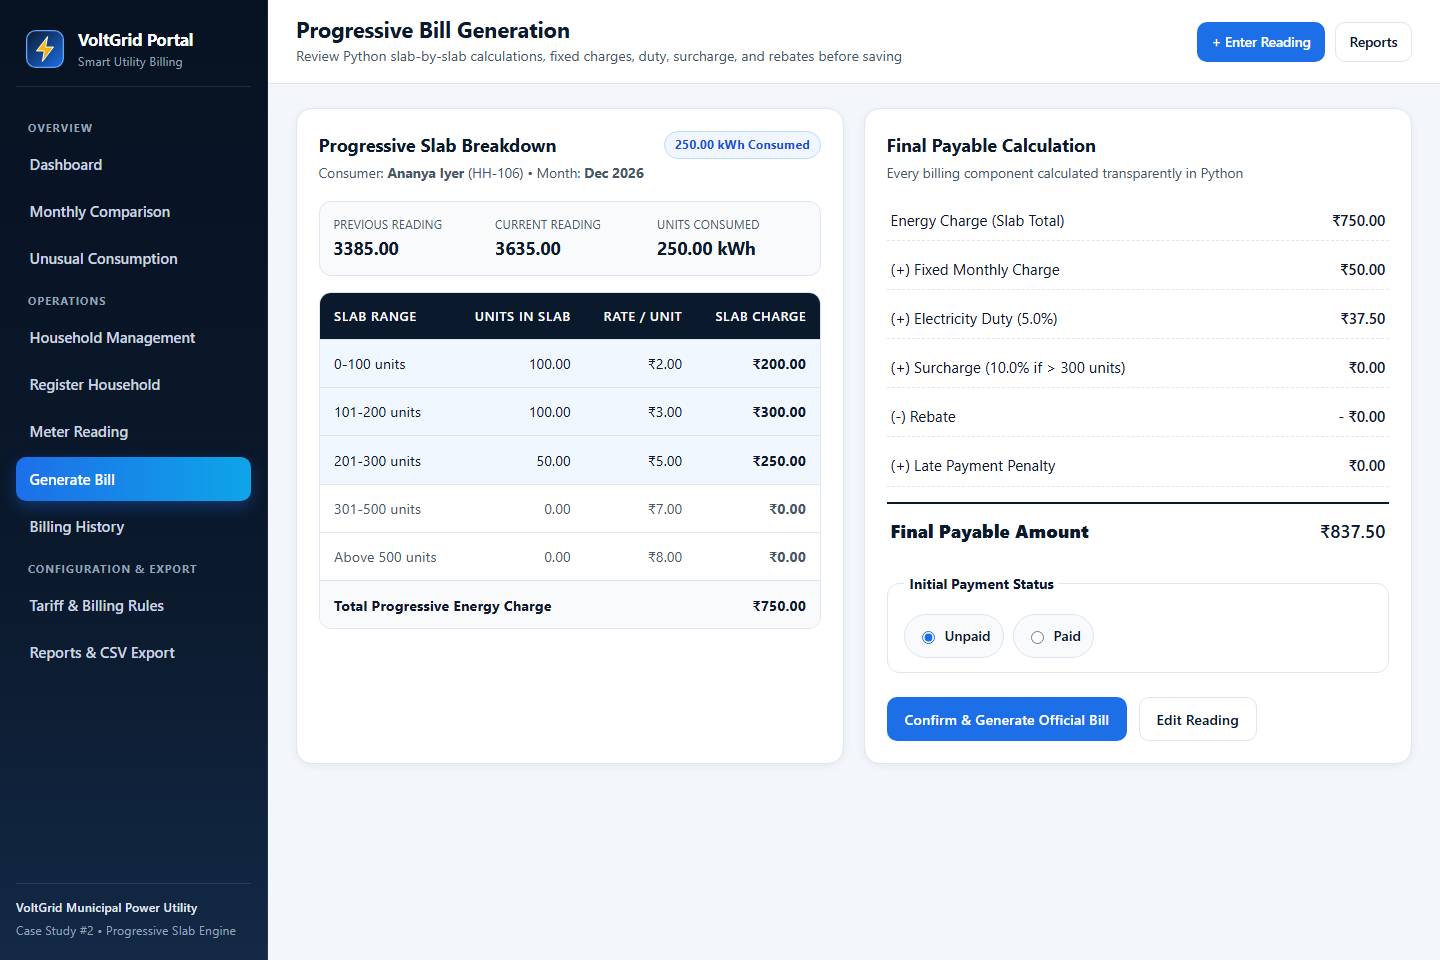 VoltGrid Portal
Smart Utility Billing
OVERVIEW
Dashboard
Monthly Comparison
Unusual Consumption
OPERATIONS
Household Management
Register Household
Meter Reading
Generate Bill
Billing History
CONFIGURATION & EXPORT
Tariff & Billing Rules
Reports & CSV Export
VoltGrid Municipal Power Utility
Case Study #2 • Progressive Slab Engine
Progressive Bill Generation
Review Python slab-by-slab calculations, fixed charges, duty, surcharge, and rebates before saving
+ Enter Reading
Reports
Progressive Slab Breakdown
250.00 kWh Consumed
Consumer: Ananya Iyer (HH-106) • Month: Dec 2026
PREVIOUS READING CURRENT READING UNITS CONSUMED
3385.00 3635.00 250.00 kWh
SLAB RANGE UNITS IN SLAB RATE / UNIT SLAB CHARGE
0-100 units 100.00 ₹2.00 ₹200.00
101-200 units 100.00 ₹3.00 ₹300.00
201-300 units 50.00 ₹5.00 ₹250.00
301-500 units 0.00 ₹7.00 ₹0.00
Above 500 units 0.00 ₹8.00 ₹0.00
Total Progressive Energy Charge ₹750.00
Final Payable Calculation
Every billing component calculated transparently in Python
Energy Charge (Slab Total) ₹750.00
(+) Fixed Monthly Charge ₹50.00
(+) Electricity Duty (5.0%) ₹37.50
(+) Surcharge (10.0% if > 300 units) ₹0.00
(-) Rebate - ₹0.00
(+) Late Payment Penalty ₹0.00
Final Payable Amount ₹837.50
Initial Payment Status
Unpaid Paid
Confirm & Generate Official Bill
Edit Reading